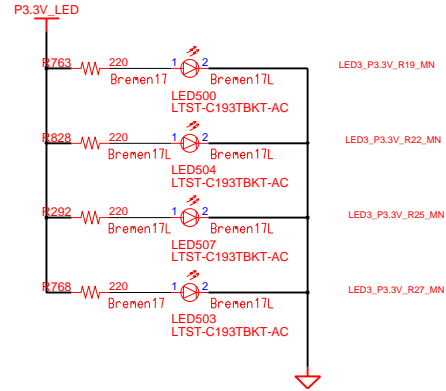 P3.3V_LED
R763 220 1 2 LED3_P3.3V_R19_MN
Bremen17 Bremen17L
LED500
LTST-C193TBKT-AC
R828 220 1 2 LED3_P3.3V_R22_MN
Bremen17L Bremen17L
LED504
LTST-C193TBKT-AC
R292 220 1 2 LED3_P3.3V_R25_MN
Bremen17L Bremen17L
LED507
LTST-C193TBKT-AC
R768 220 1 2 LED3_P3.3V_R27_MN
Bremen17 Bremen17L
LED503
LTST-C193TBKT-AC